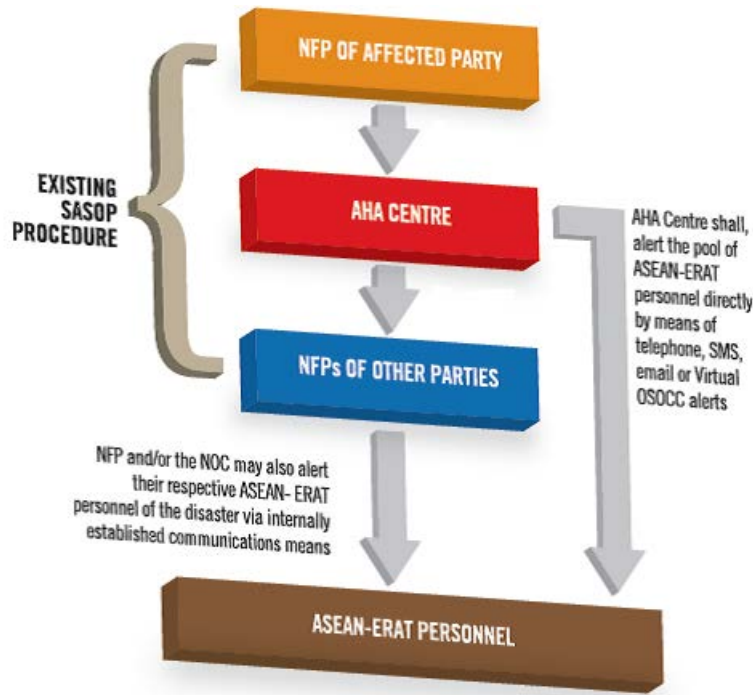 NFP OF AFFECTED PARTY
EXISTING
SASOP
PROCEDURE
AHA CENTRE
AHA Centre shall,
alert the pool of
ASEAN-ERAT
personnel directly
by means of
telephone, SMS,
email or Virtual
OSOCC alerts
NFPs OF OTHER PARTIES
NFP and/or the NOC may also alert
their respective ASEAN- ERAT
personnel of the disaster via internally
established communications means
ASEAN-ERAT PERSONNEL